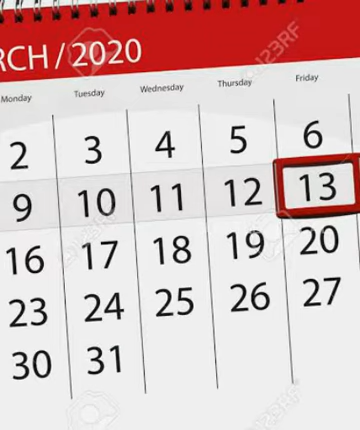 RCH / 2020
Monday Tuesday Wednesday Thursday Friday
2 3 4 5 6
9 10 11 12 13
16 17 18 19 20
23 24 25 26 27
30 31
123RF